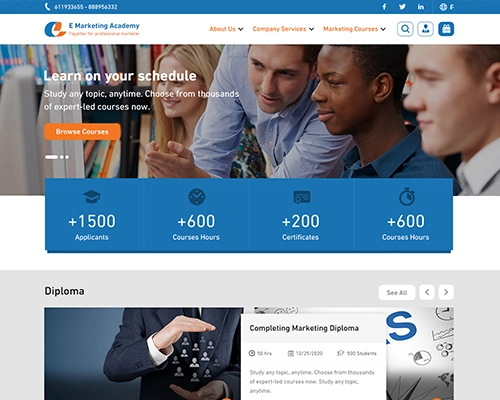 611933655 - 888956332
E Marketing Academy
Together for professional marketer
About Us
Company Services
Marketing Courses
Learn on your schedule
Study any topic, anytime. Choose from thousands
of expert-led courses now.
Browse Courses
+1500
Applicants
+600
Courses Hours
+200
Certificates
+600
Courses Hours
Diploma
See All
Completing Marketing Diploma
50 hrs
10/25/2020
500 Students
Study any topic, anytime. Choose from
thousands of expert-led courses now. Study
any topic, anytime.